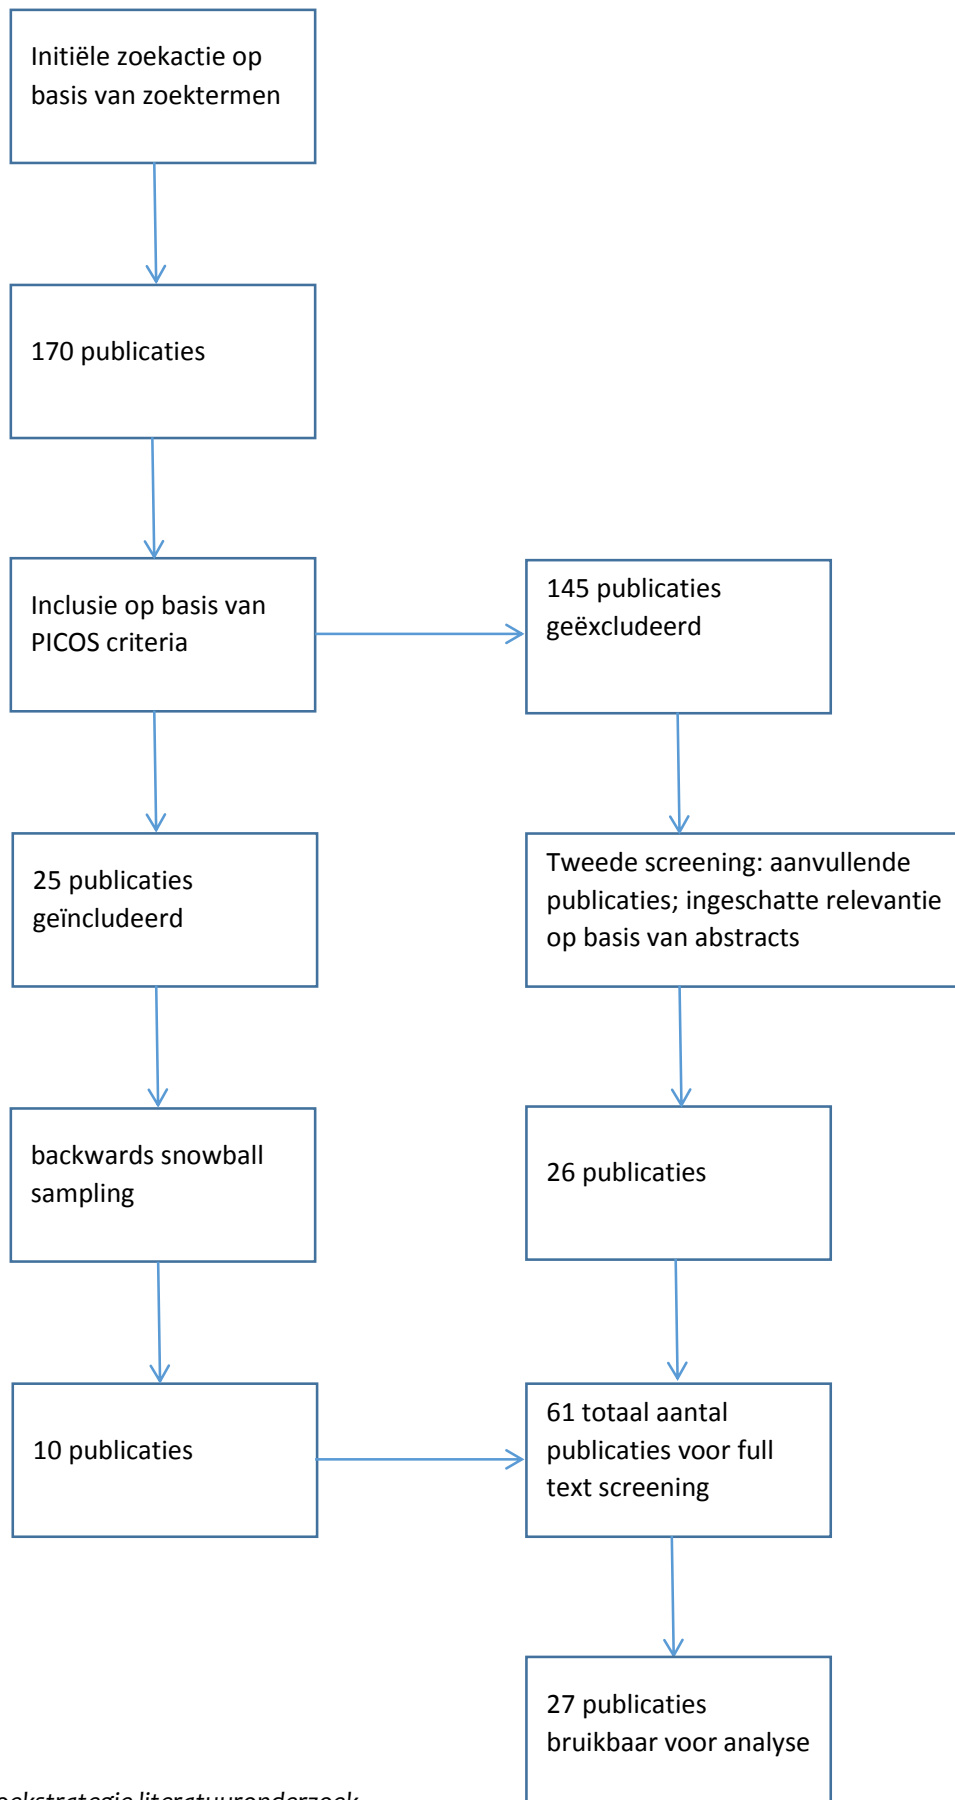 Initiële zoekactie op
basis van zoektermen
170 publicaties
Inclusie op basis van
PICOS criteria
145 publicaties
geëxcludeerd
25 publicaties
geïncludeerd
Tweede screening: aanvullende
publicaties; ingeschatte relevantie
op basis van abstracts
backwards snowball
sampling
26 publicaties
10 publicaties
61 totaal aantal
publicaties voor full
text screening
27 publicaties
bruikbaar voor analyse
literatuuronderzoek